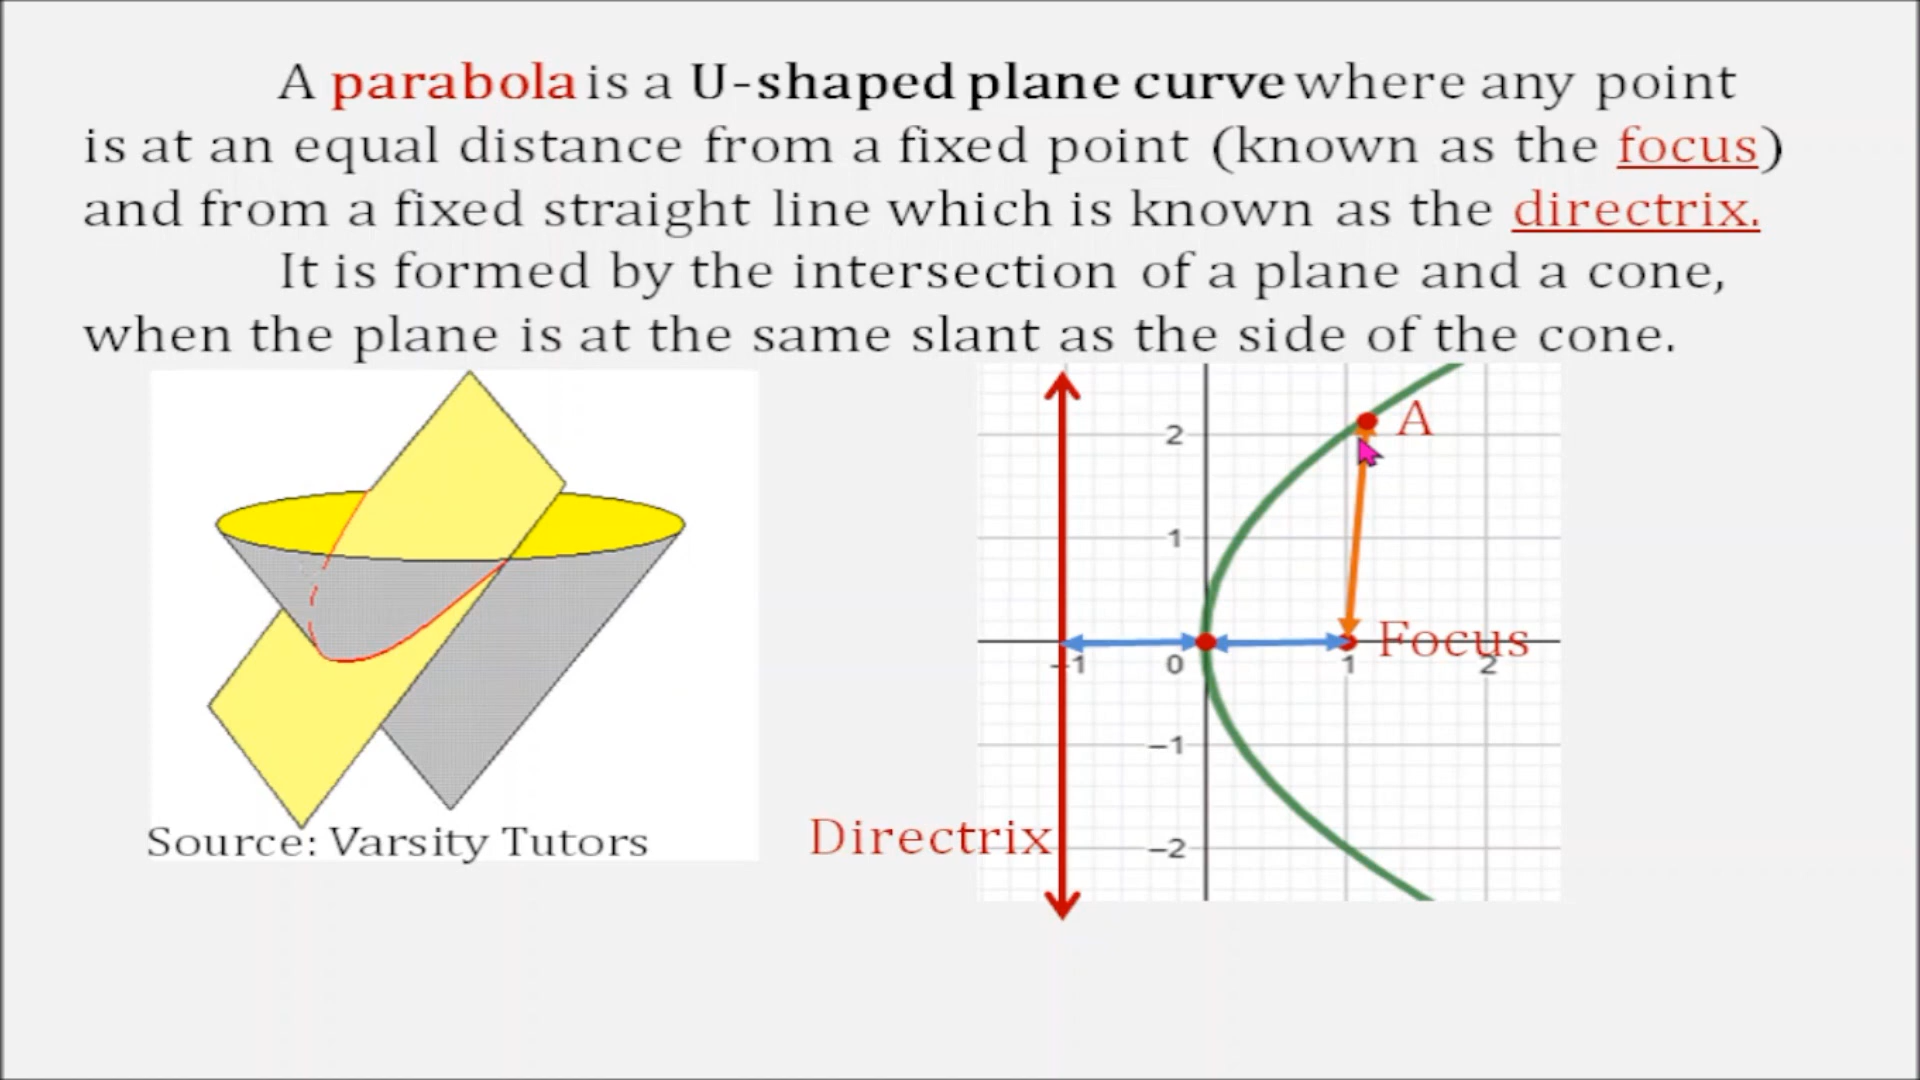 A parabola is a U-shaped plane curve where any point
is at an equal distance from a fixed point (known as the focus)
and from a fixed straight line which is known as the directrix.
It is formed by the intersection of a plane and a cone,
when the plane is at the same slant as the side of the cone.
A
2
1
Focus
-1
0
1
2
-1
Directrix
-2
Source: Varsity Tutors